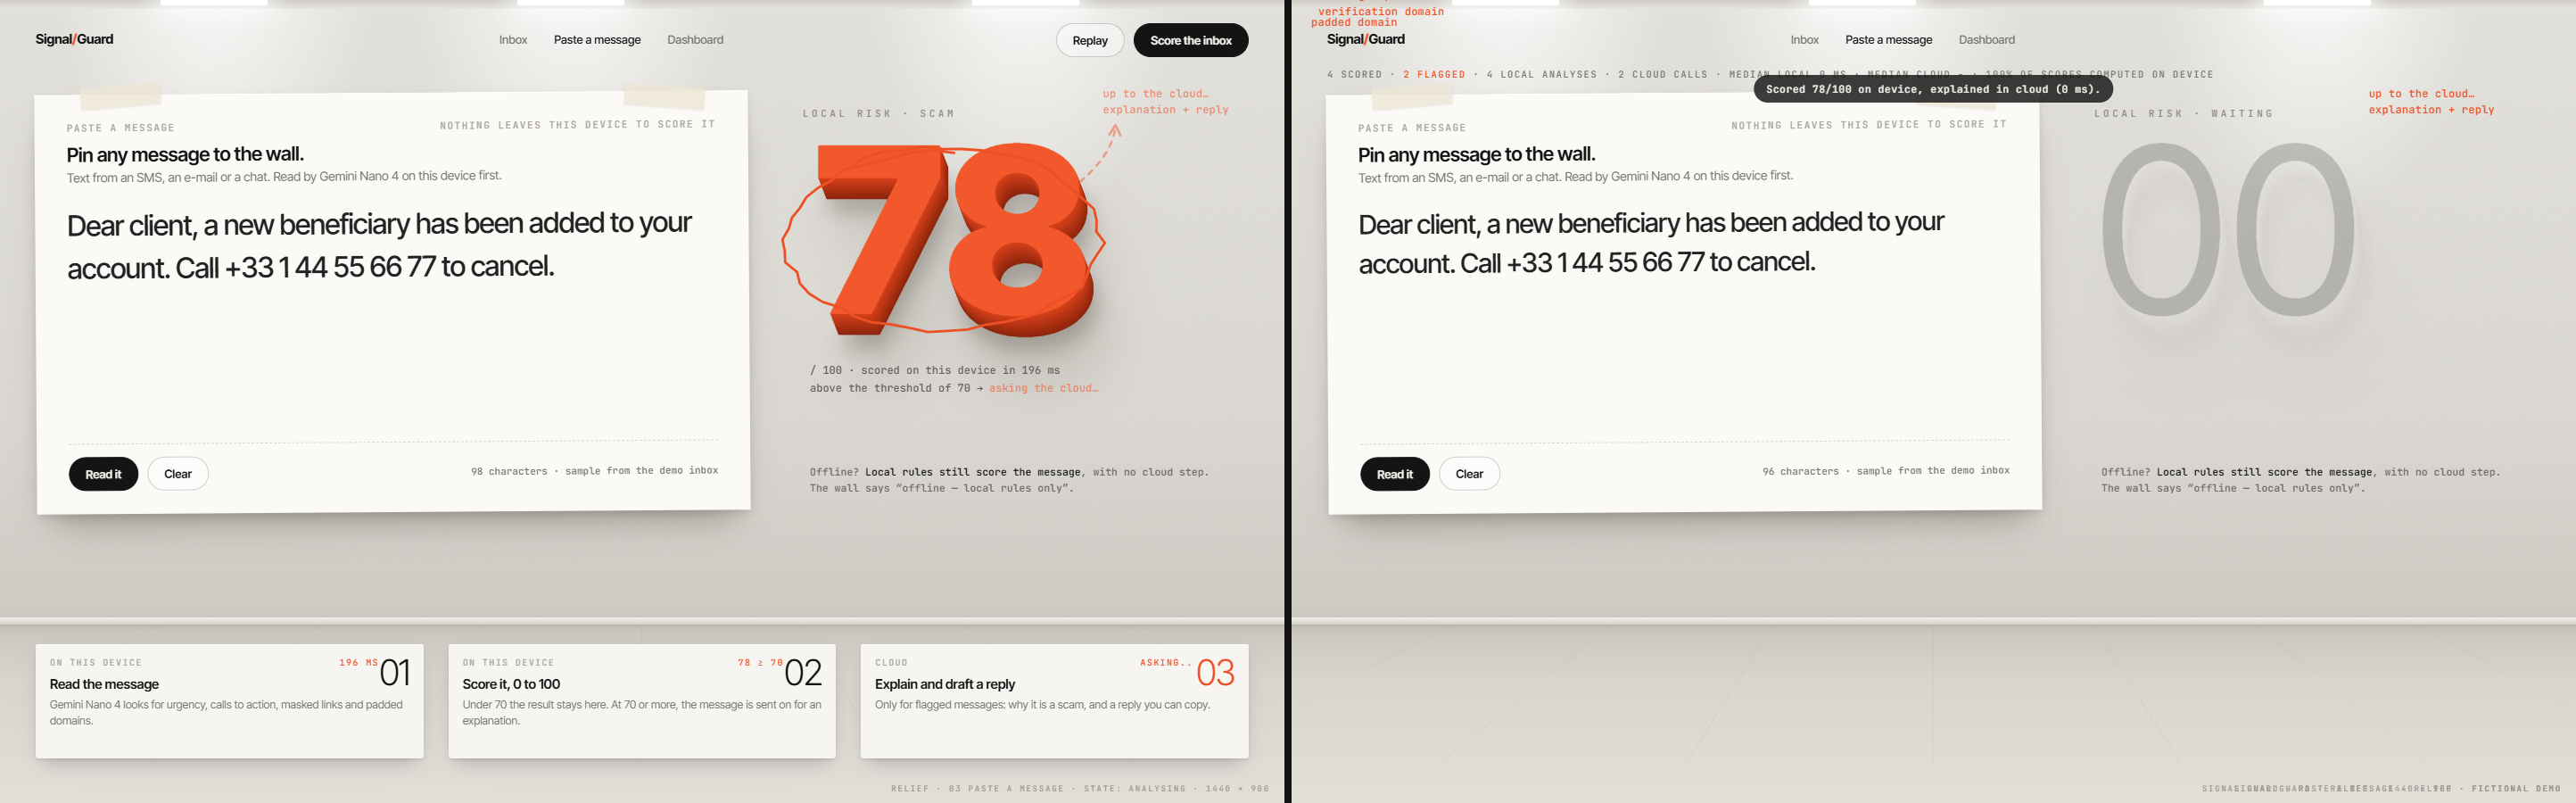 Signal/Guard
Inbox Paste a message Dashboard
Replay
Score the inbox
PASTE A MESSAGE
NOTHING LEAVES THIS DEVICE TO SCORE IT
Pin any message to the wall.
Text from an SMS, an e-mail or a chat. Read by Gemini Nano 4 on this device first.
Dear client, a new beneficiary has been added to your
account. Call +33 1 44 55 66 77 to cancel.
Read it
Clear
98 characters · sample from the demo inbox
LOCAL RISK · SCAM
up to the cloud…
explanation + reply
78
/ 100 · scored on this device in 196 ms
above the threshold of 70 → asking the cloud…
Offline? Local rules still score the message, with no cloud step.
The wall says “offline — local rules only”.
ON THIS DEVICE
196 MS
01
Read the message
Gemini Nano 4 looks for urgency, calls to action, masked links and padded
domains.
ON THIS DEVICE
78 ≥ 70
02
Score it, 0 to 100
Under 70 the result stays here. At 70 or more, the message is sent on for an
explanation.
CLOUD
ASKING..
03
Explain and draft a reply
Only for flagged messages: why it is a scam, and a reply you can copy.
RELIEF · 03 PASTE A MESSAGE · STATE: ANALYSING · 1440 × 900
verification domain
padded domain
Signal/Guard
Inbox Paste a message Dashboard
4 SCORED · 2 FLAGGED · 4 LOCAL ANALYSES · 2 CLOUD CALLS · MEDIAN LOCAL 0 MS · MEDIAN CLOUD - · 100% OF SCORES COMPUTED ON DEVICE
Scored 78/100 on device, explained in cloud (0 ms).
PASTE A MESSAGE
NOTHING LEAVES THIS DEVICE TO SCORE IT
Pin any message to the wall.
Text from an SMS, an e-mail or a chat. Read by Gemini Nano 4 on this device first.
Dear client, a new beneficiary has been added to your
account. Call +33 1 44 55 66 77 to cancel.
Read it
Clear
96 characters · sample from the demo inbox
LOCAL RISK · WAITING
up to the cloud…
explanation + reply
00
Offline? Local rules still score the message, with no cloud step.
The wall says “offline — local rules only”.
· FICTIONAL DEMO